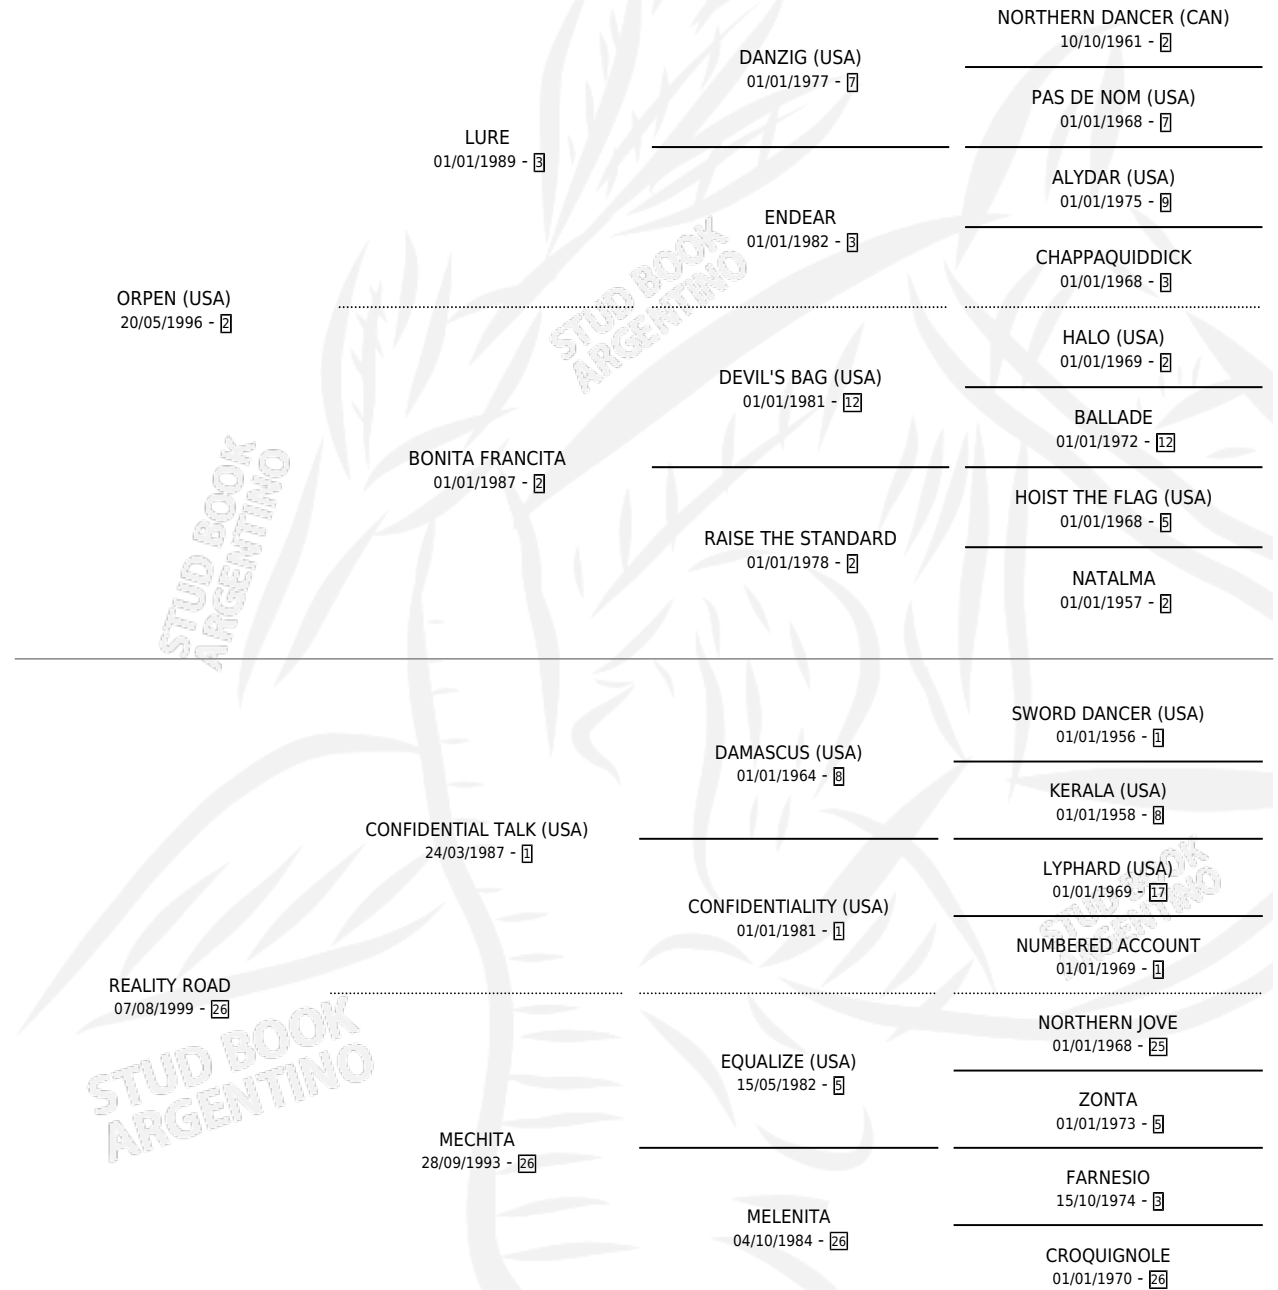 NORTHERN DANCER (CAN)
10/10/1961 - 2
DANZIG (USA)
01/01/1977 - 7
PAS DE NOM (USA)
01/01/1968 - 7
LURE
01/01/1989 - 3
ALYDAR (USA)
01/01/1975 - 9
ENDEAR
01/01/1982 - 3
CHAPPAQUIDDICK
01/01/1968 - 3
ORPEN (USA)
20/05/1996 - 2
STUD BOOK
ARGENTINO
HALO (USA)
01/01/1969 - 2
DEVIL'S BAG (USA)
01/01/1981 - 12
BALLADE
01/01/1972 - 12
BONITA FRANCITA
01/01/1987 - 2
HOIST THE FLAG (USA)
01/01/1968 - 5
RAISE THE STANDARD
01/01/1978 - 2
NATALMA
01/01/1957 - 2
STUD BOOK
ARGENTINO
SWORD DANCER (USA)
01/01/1956 - 1
DAMASCUS (USA)
01/01/1964 - 8
KERALA (USA)
01/01/1958 - 8
CONFIDENTIAL TALK (USA)
24/03/1987 - 1
LYPHARD (USA)
01/01/1969 - 17
CONFIDENTIALITY (USA)
01/01/1981 - 1
NUMBERED ACCOUNT
01/01/1969 - 1
STUD BOOK
ARGENTINO
REALITY ROAD
07/08/1999 - 26
NORTHERN JOVE
01/01/1968 - 25
EQUALIZE (USA)
15/05/1982 - 5
ZONTA
01/01/1973 - 5
STUD BOOK
ARGENTINO
MECHITA
28/09/1993 - 26
FARNESIO
15/10/1974 - 3
MELENITA
04/10/1984 - 26
CROQUIGNOLE
01/01/1970 - 26